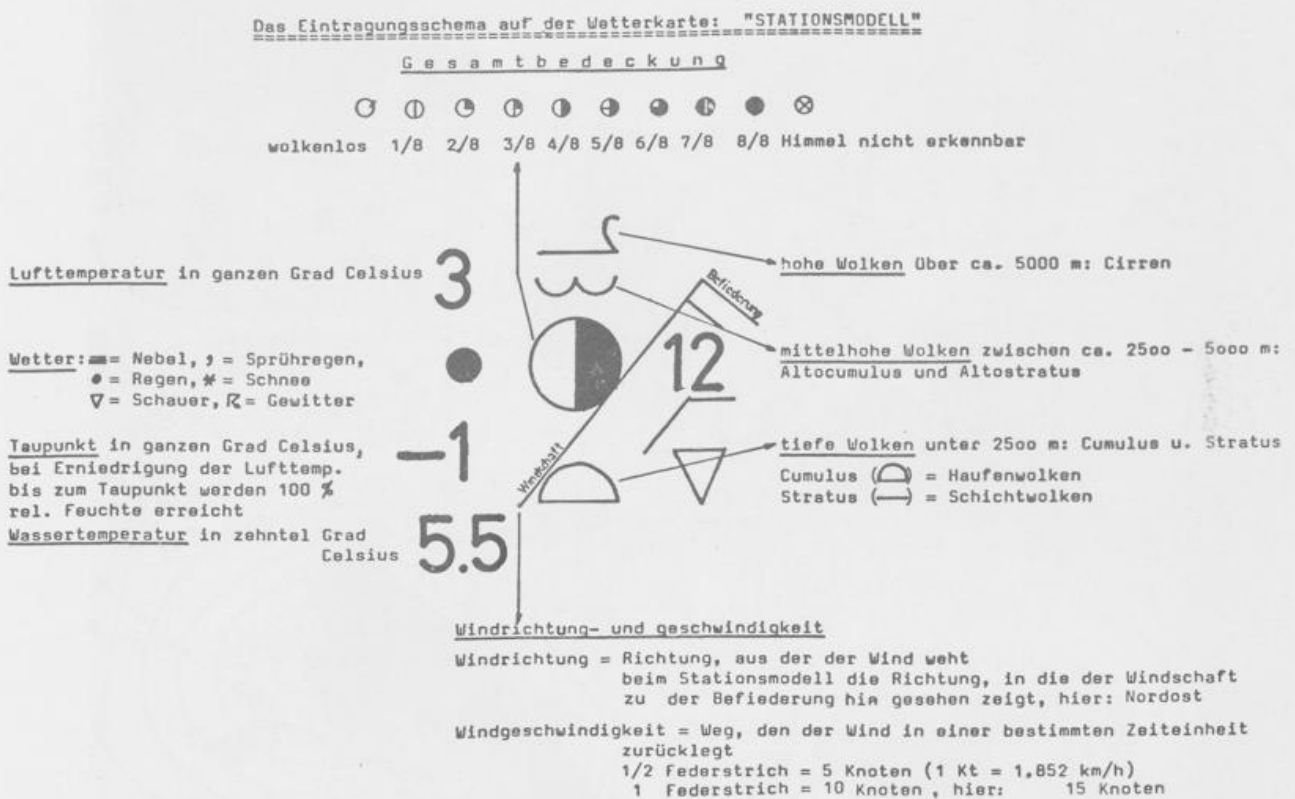 Das Eintragungsschema auf der Wetterkarte: "STATIONSMODELL"
Gesamtbedeckung
wolkenlos 1/8 2/8 3/8 4/8 5/8 6/8 7/8 8/8 Himmel nicht erkennbar
hohe Wolken über ca. 5000 m: Cirren
Lufttemperatur in ganzen Grad Celsius 3
Befiederung
Wetter: = Nebel, = Sprühregen,
= Regen, = Schnee
= Schauer, = Gewitter
12
mittelhohe Wolken zwischen ca. 25oo - 5ooo m:
Altocumulus und Altostratus
Taupunkt in ganzen Grad Celsius,
bei Erniedrigung der Lufttemp.
bis zum Taupunkt werden 100 %
rel. Feuchte erreicht
-1
Windschaft
tiefe Wolken unter 25oo m: Cumulus u. Stratus
Cumulus ( ) = Haufenwolken
Stratus ( ) = Schichtwolken
Wassertemperatur in zehntel Grad
Celsius 5.5
Windrichtung- und geschwindigkeit
Windrichtung = Richtung, aus der der Wind weht
beim Stationsmodell die Richtung, in die der Windschaft
zu der Befiederung hin gesehen zeigt, hier: Nordost
Windgeschwindigkeit = Weg, den der Wind in einer bestimmten Zeiteinheit
zurücklegt
1/2 Federstrich = 5 Knoten (1 Kt = 1,852 km/h)
1 Federstrich = 10 Knoten , hier: 15 Knoten